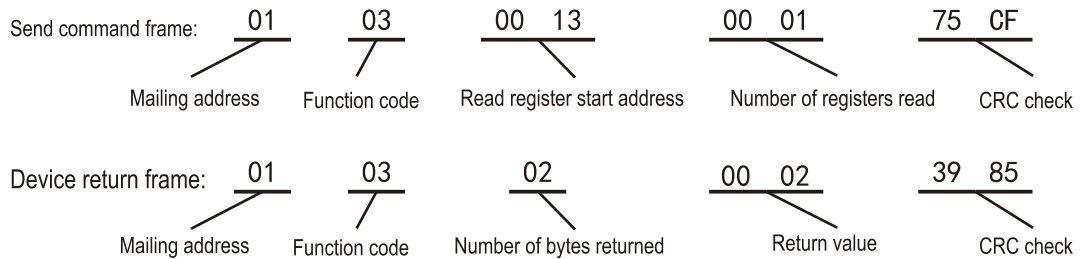 Send command frame: 01 03 00 13 00 01 75 CF
Mailing address Function code Read register start address Number of registers read CRC check
Device return frame: 01 03 02 00 02 39 85
Mailing address Function code Number of bytes returned Return value CRC check